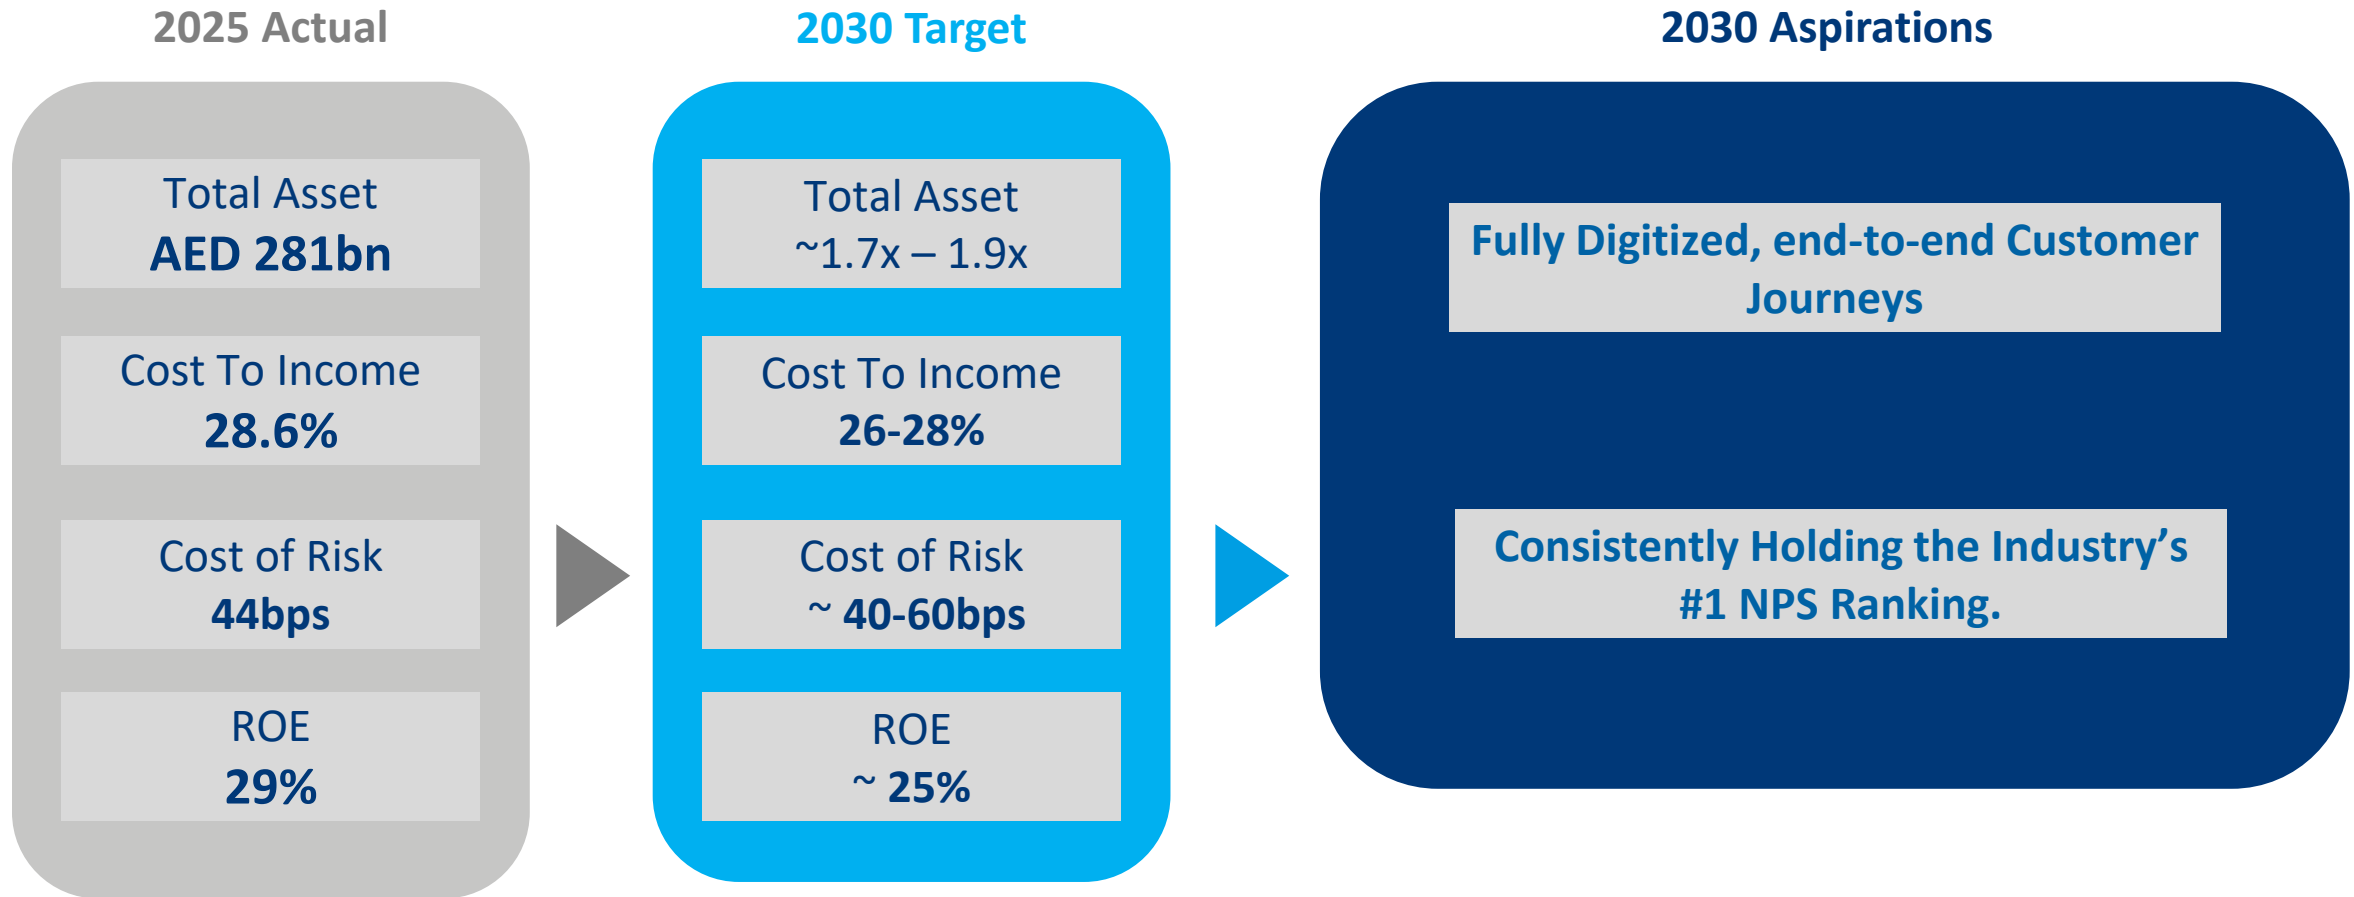 2025 Actual
Total Asset
AED 281bn
Cost To Income
28.6%
Cost of Risk
44bps
ROE
29%
2030 Target
Total Asset
~1.7x – 1.9x
Cost To Income
26-28%
Cost of Risk
~ 40-60bps
ROE
~ 25%
2030 Aspirations
Fully Digitized, end-to-end Customer
Journeys
Consistently Holding the Industry’s
#1 NPS Ranking.